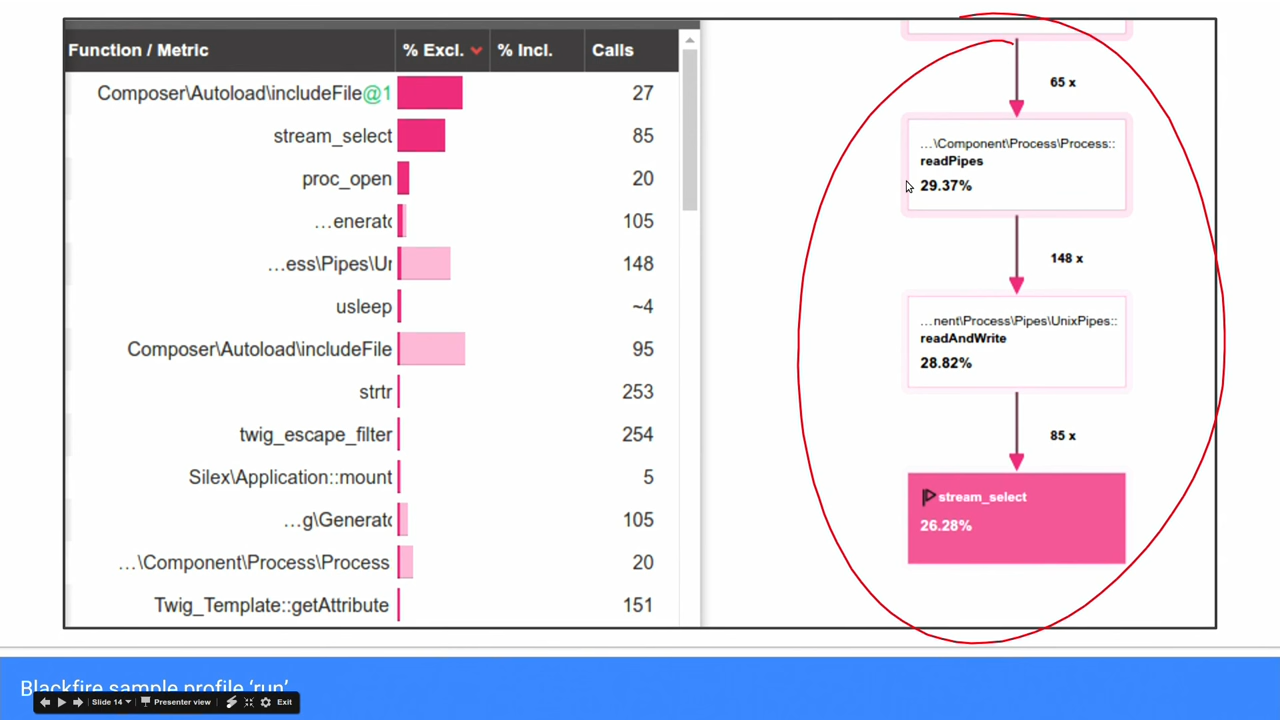 Function / Metric % Excl. % Incl. Calls
Composer\Autoload\includeFile@1 27
stream_select 85
proc_open 20
…enerato 105
…ess\Pipes\Ur 148
usleep ~4
Composer\Autoload\includeFile 95
strtr 253
twig_escape_filter 254
Silex\Application::mount 5
…g\Generato 105
…\Component\Process\Process 20
Twig_Template::getAttribute 151
65 x
…\Component\Process\Process::
readPipes
29.37%
148 x
…nent\Process\Pipes\UnixPipes::
readAndWrite
28.82%
85 x
stream_select
26.28%
Blackfire sample profile ‘run’
Slide 14 Presenter view Exit